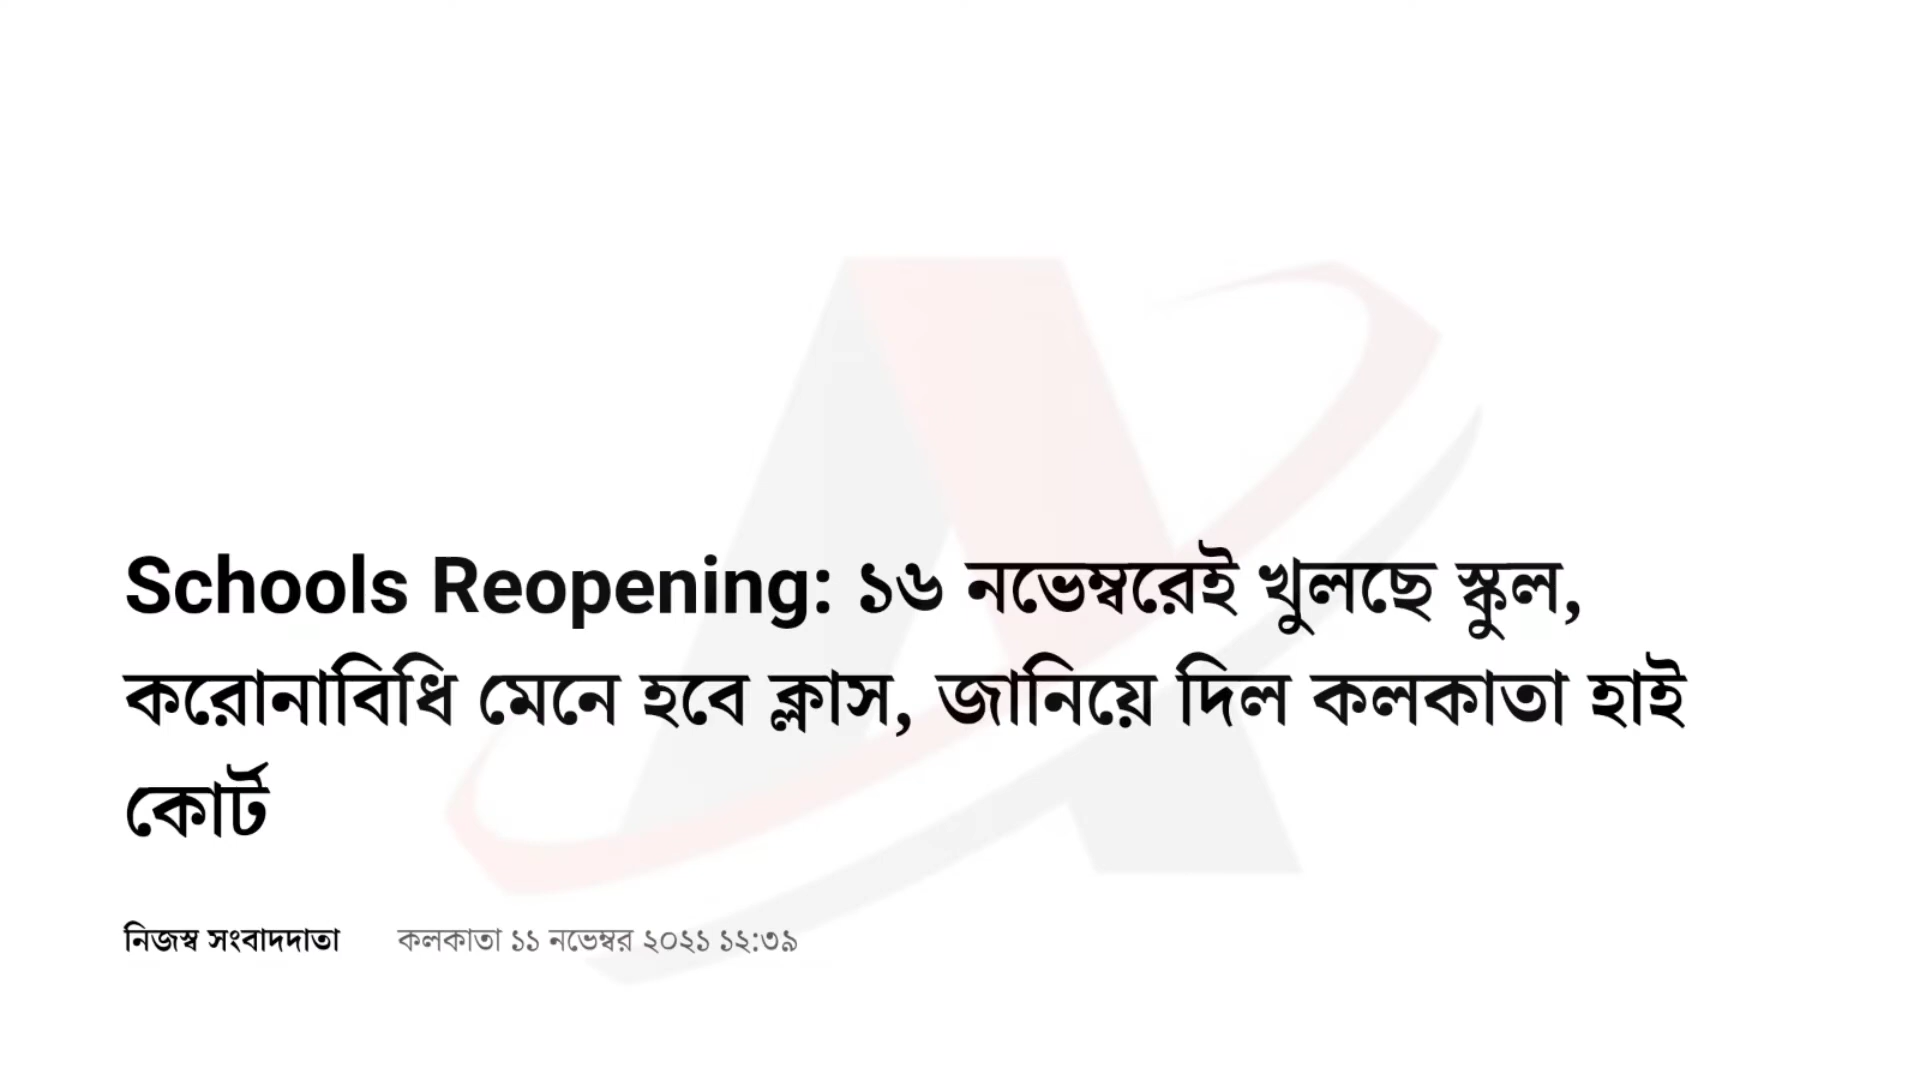 Schools Reopening: ১৬ নভেম্বরেই খুলছে স্কুল,
করোনাবিধি মেনে হবে ক্লাস, জানিয়ে দিল কলকাতা হাই
কোর্ট
নিজস্ব সংবাদদাতা কলকাতা ১১ নভেম্বর ২০২১ ১২:৩৯